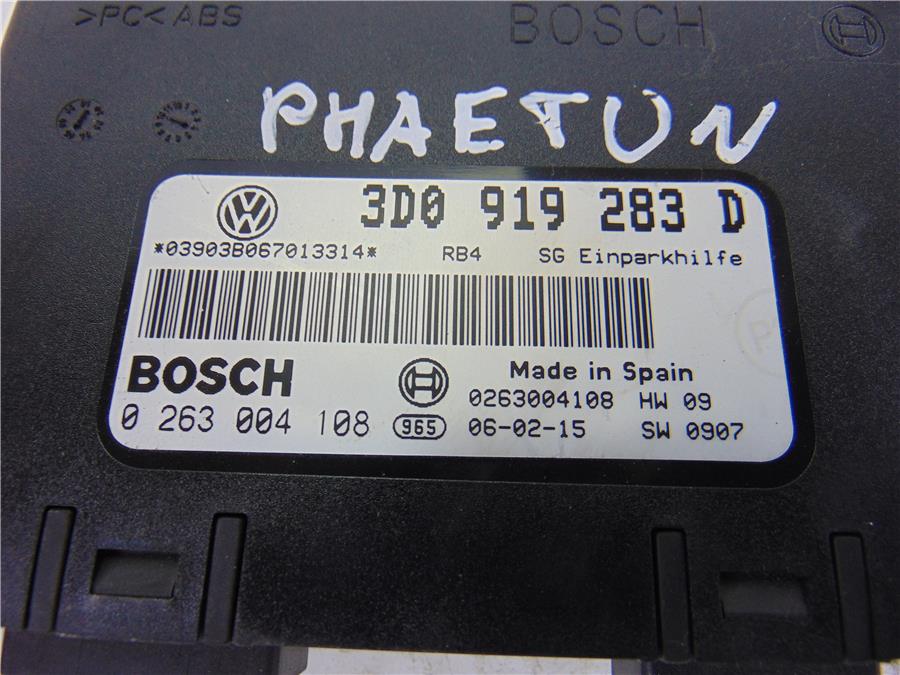 >PC<ABS
BOSCH
PHAETUN
3D0 919 283 D
*03903B067013314* RB4 SG Einparkhilfe
BOSCH
Made in Spain
0263004108 HW 09
0 263 004 108 965 06-02-15 SW 0907